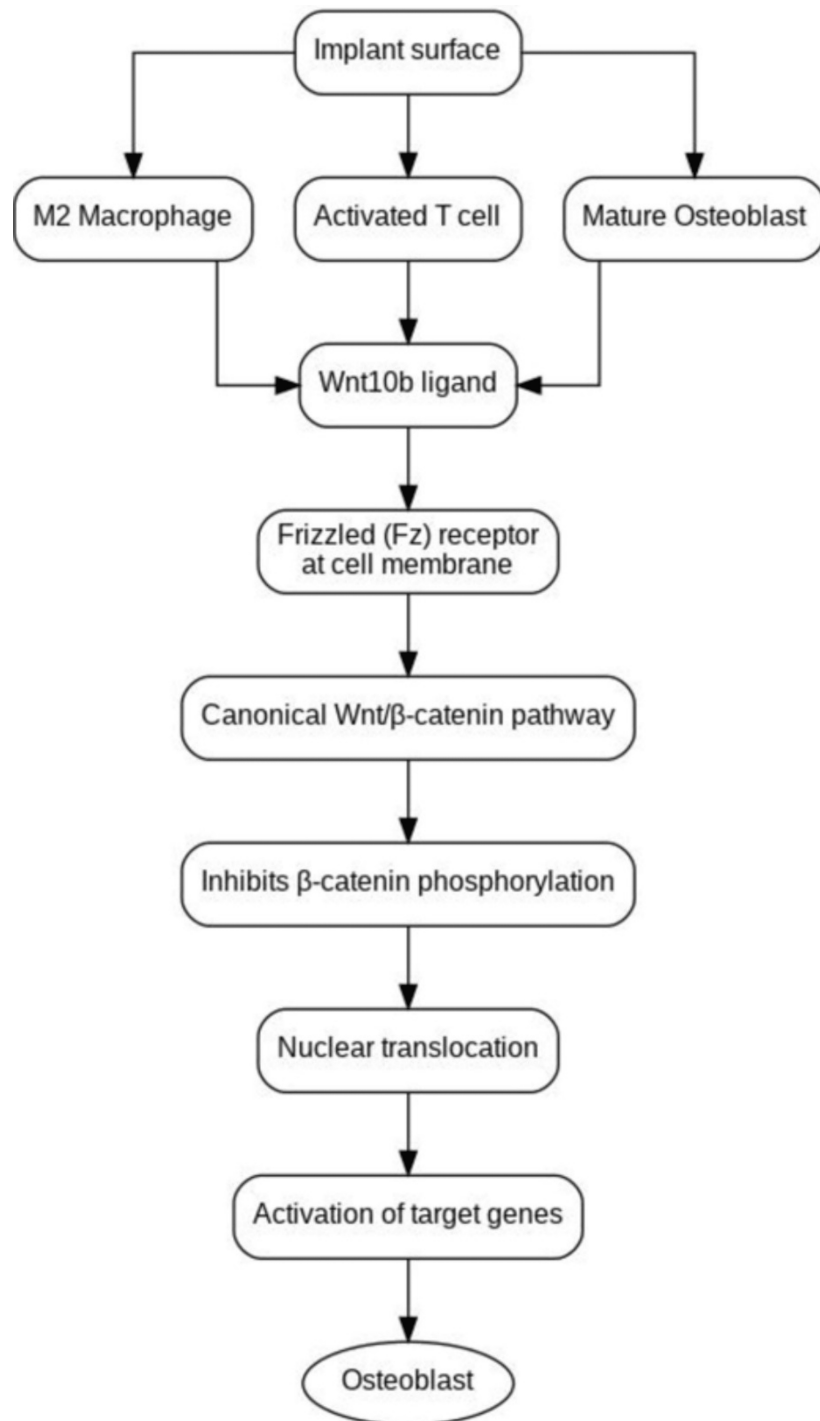 Implant surface
M2 Macrophage
Activated T cell
Mature Osteoblast
Wnt10b ligand
Frizzled (Fz) receptor
at cell membrane
Canonical Wnt/β-catenin pathway
Inhibits β-catenin phosphorylation
Nuclear translocation
Activation of target genes
Osteoblast